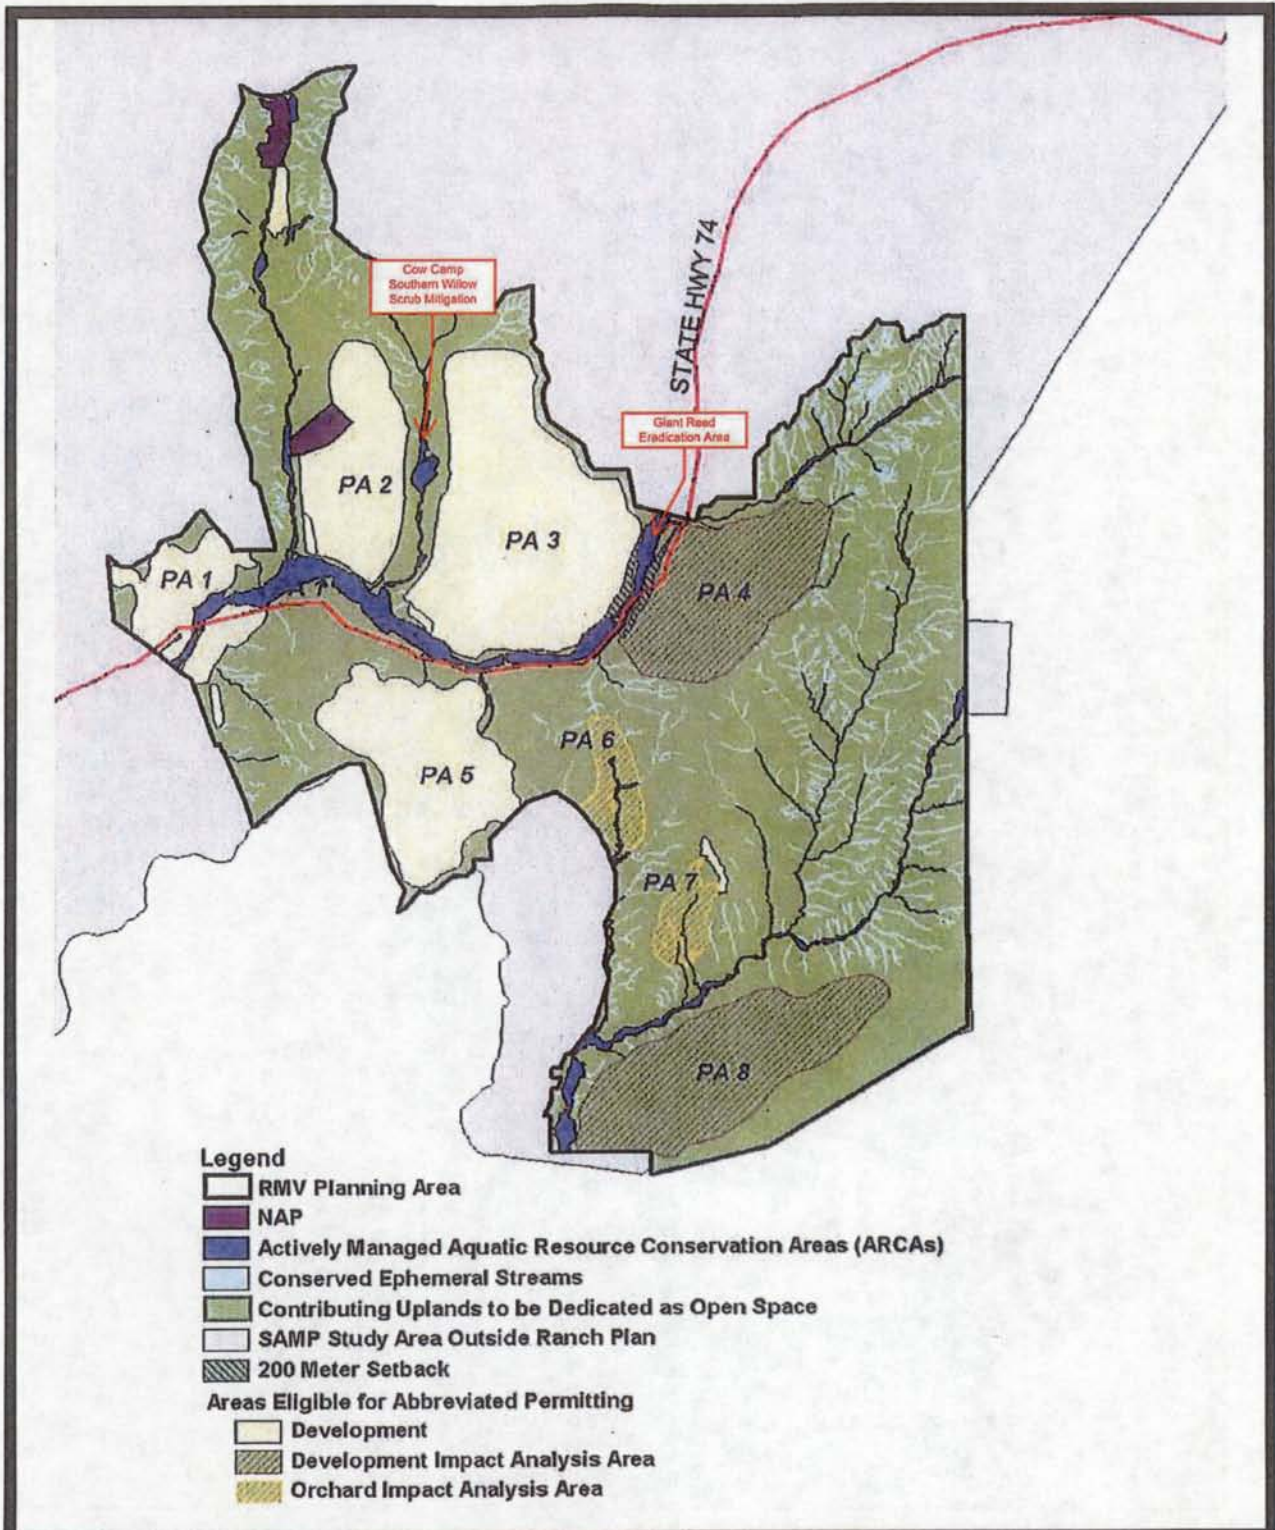 Cow Camp
Southern Willow
Scrub Mitigation
STATE HWY 74
Giant Reed
Eradication Area
PA 2
PA 3
PA 1
PA 4
PA 6
PA 5
PA 7
PA 8
Legend
RMV Planning Area
NAP
Actively Managed Aquatic Resource Conservation Areas (ARCAs)
Conserved Ephemeral Streams
Contributing Uplands to be Dedicated as Open Space
SAMP Study Area Outside Ranch Plan
200 Meter Setback
Areas Eligible for Abbreviated Permitting
Development
Development Impact Analysis Area
Orchard Impact Analysis Area